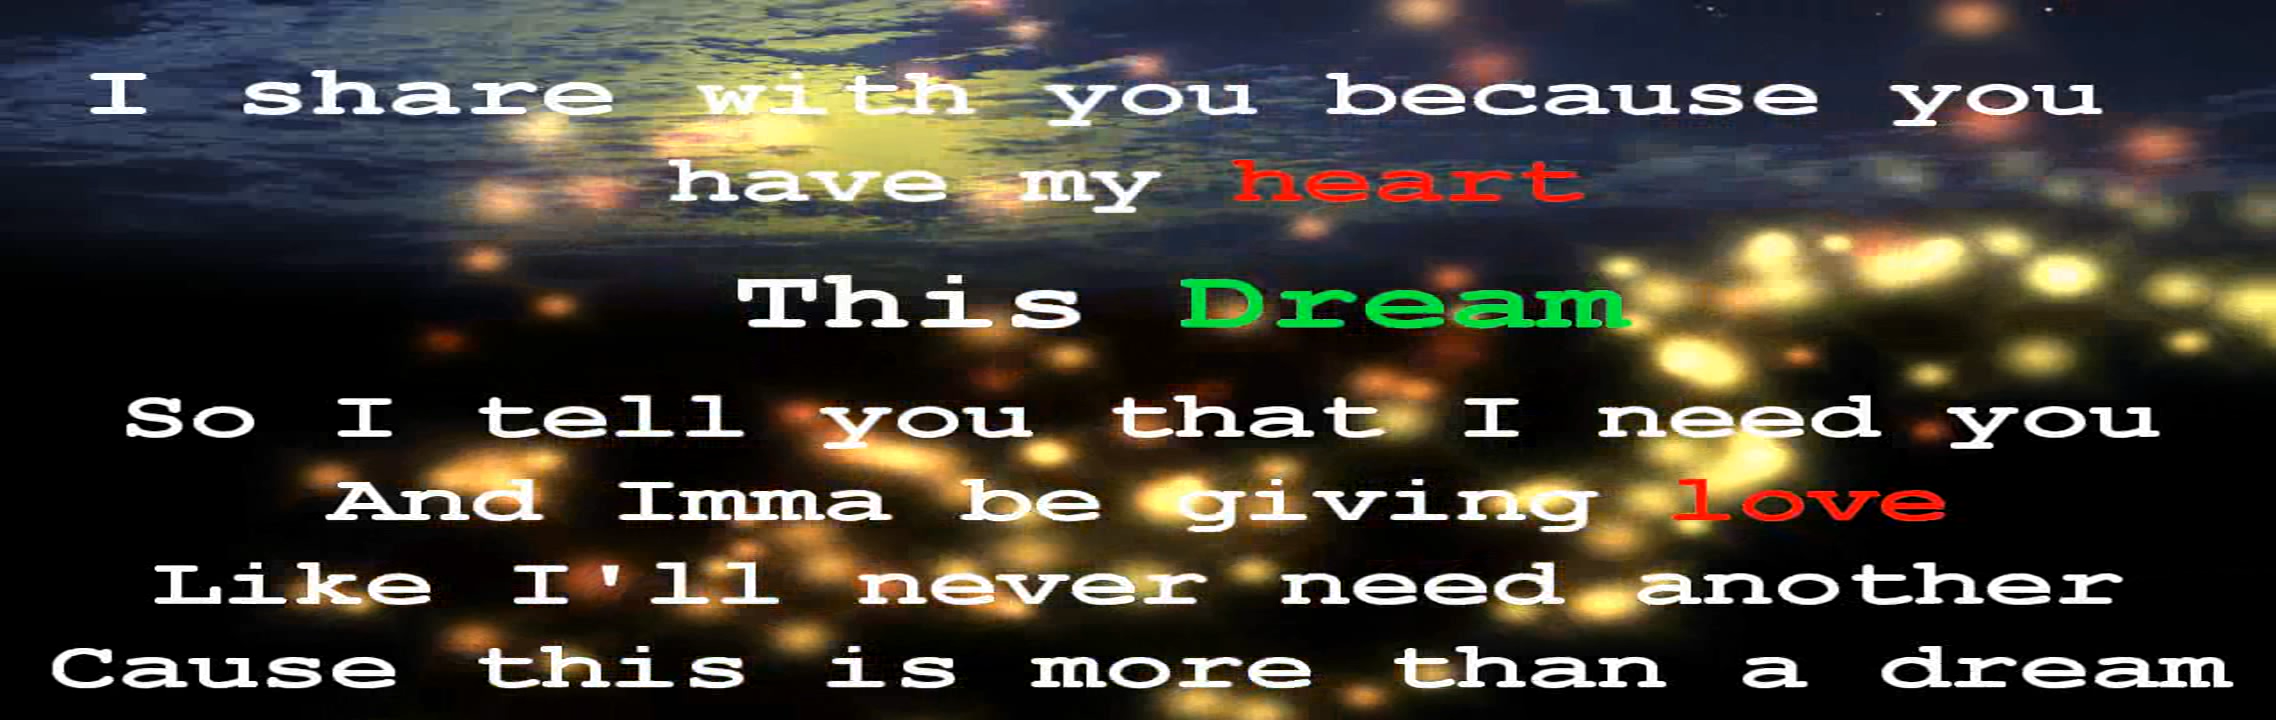 I share with you because you
have my heart
This Dream
So I tell you that I need you
And Imma be giving love
Like I'll never need another
Cause this is more than a dream